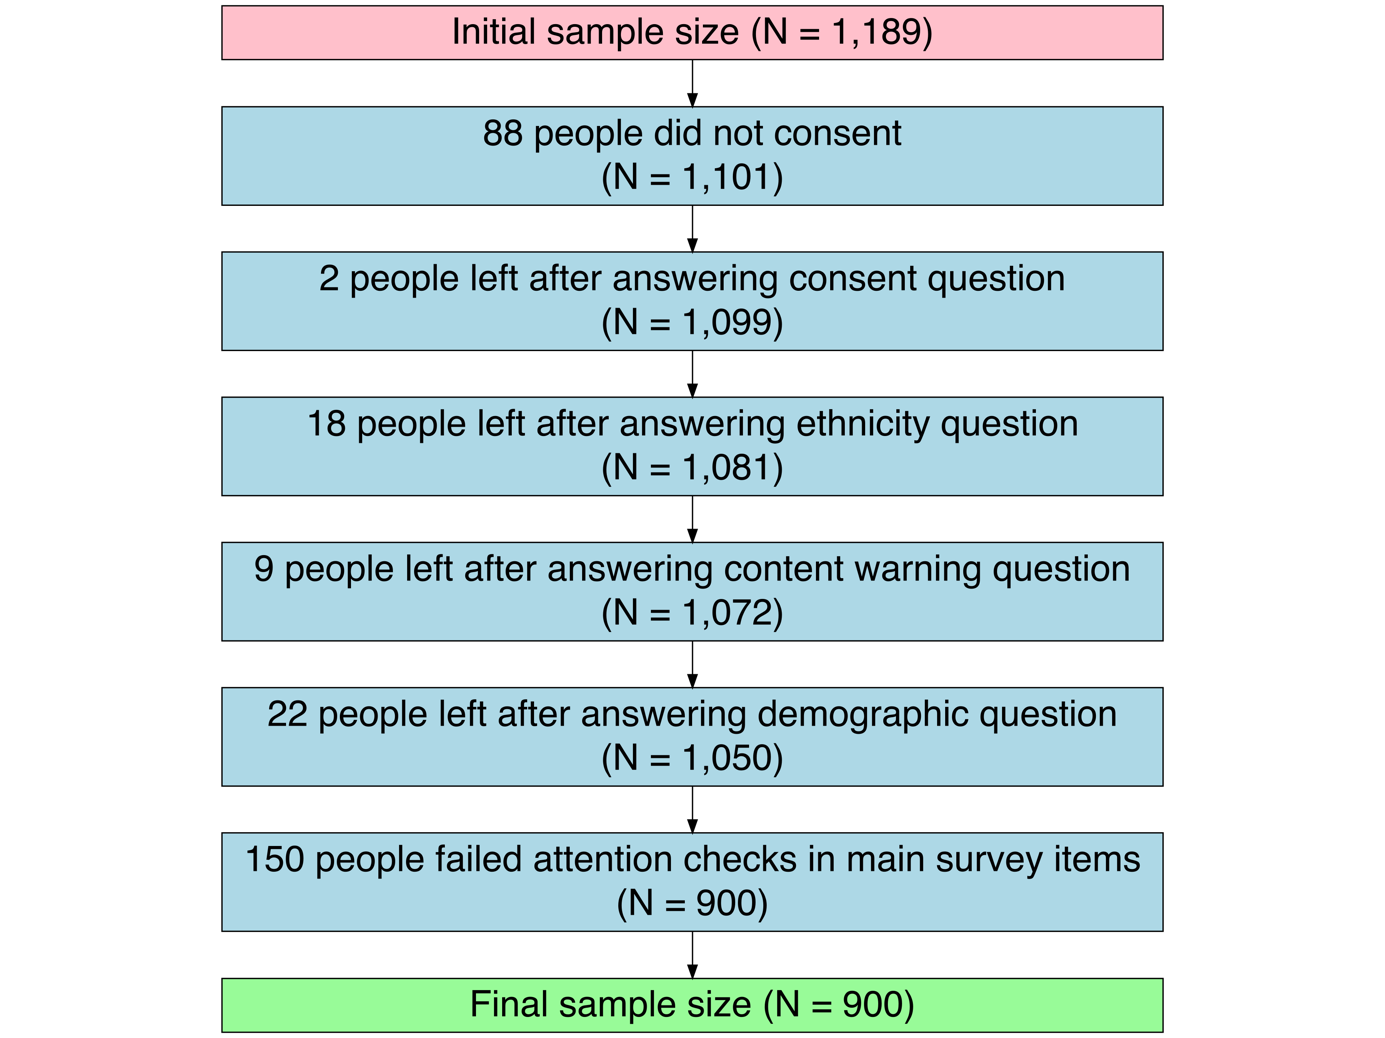 Initial sample size (N = 1,189)
88 people did not consent
(N = 1,101)
2 people left after answering consent question
(N = 1,099)
18 people left after answering ethnicity question
(N = 1,081)
9 people left after answering content warning question
(N = 1,072)
22 people left after answering demographic question
(N = 1,050)
150 people failed attention checks in main survey items
(N = 900)
Final sample size (N = 900)